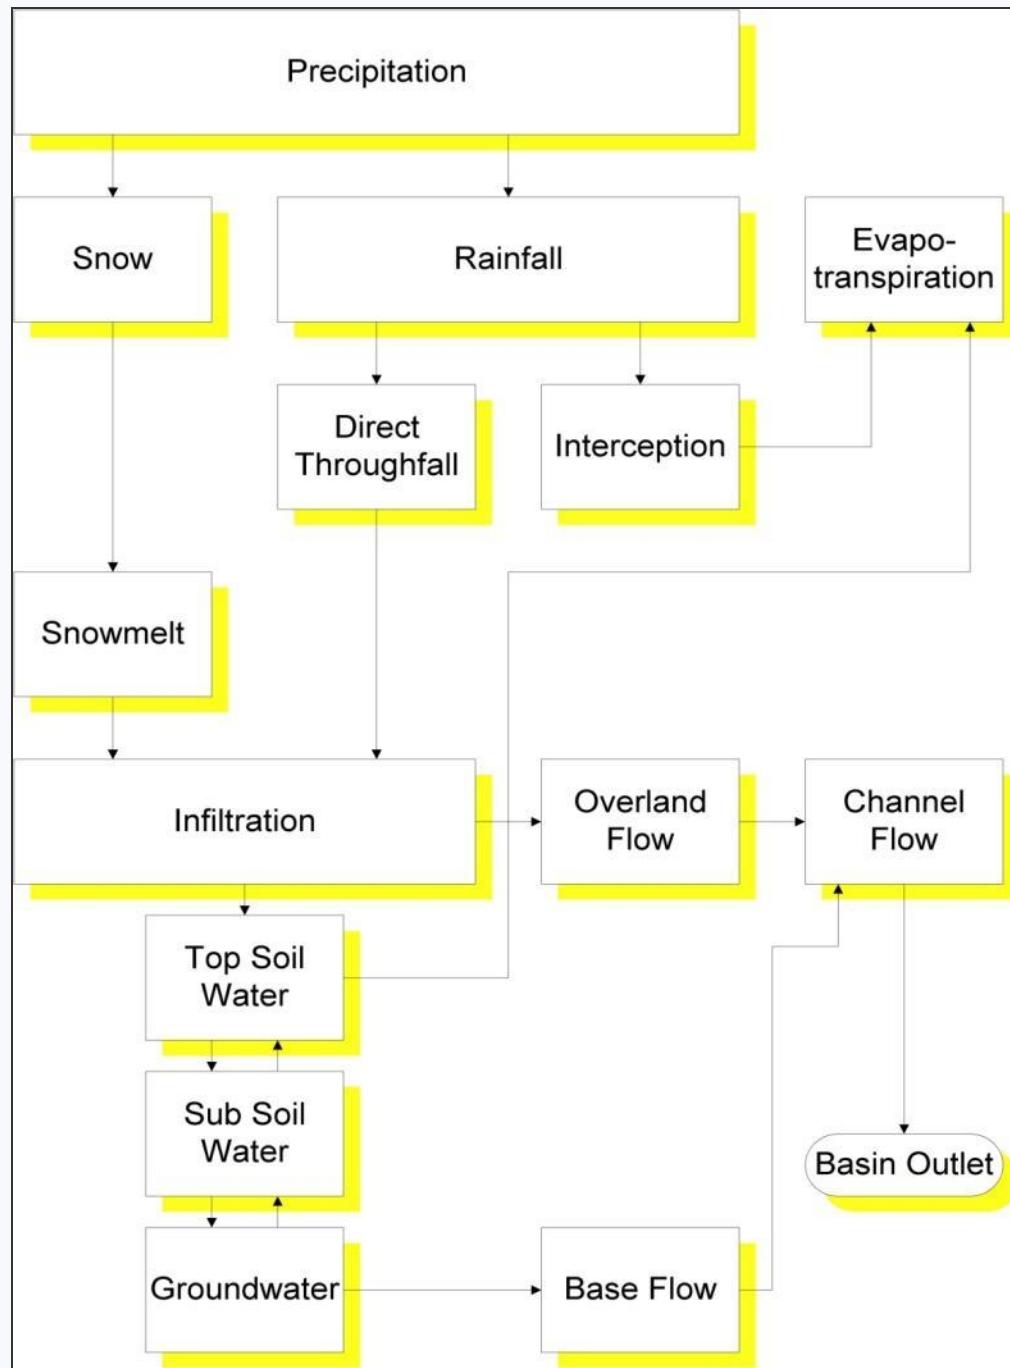 Precipitation
Snow
Rainfall
Evapo-
transpiration
Direct
Throughfall
Interception
Snowmelt
Infiltration
Overland
Flow
Channel
Flow
Top Soil
Water
Sub Soil
Water
Basin Outlet
Groundwater
Base Flow